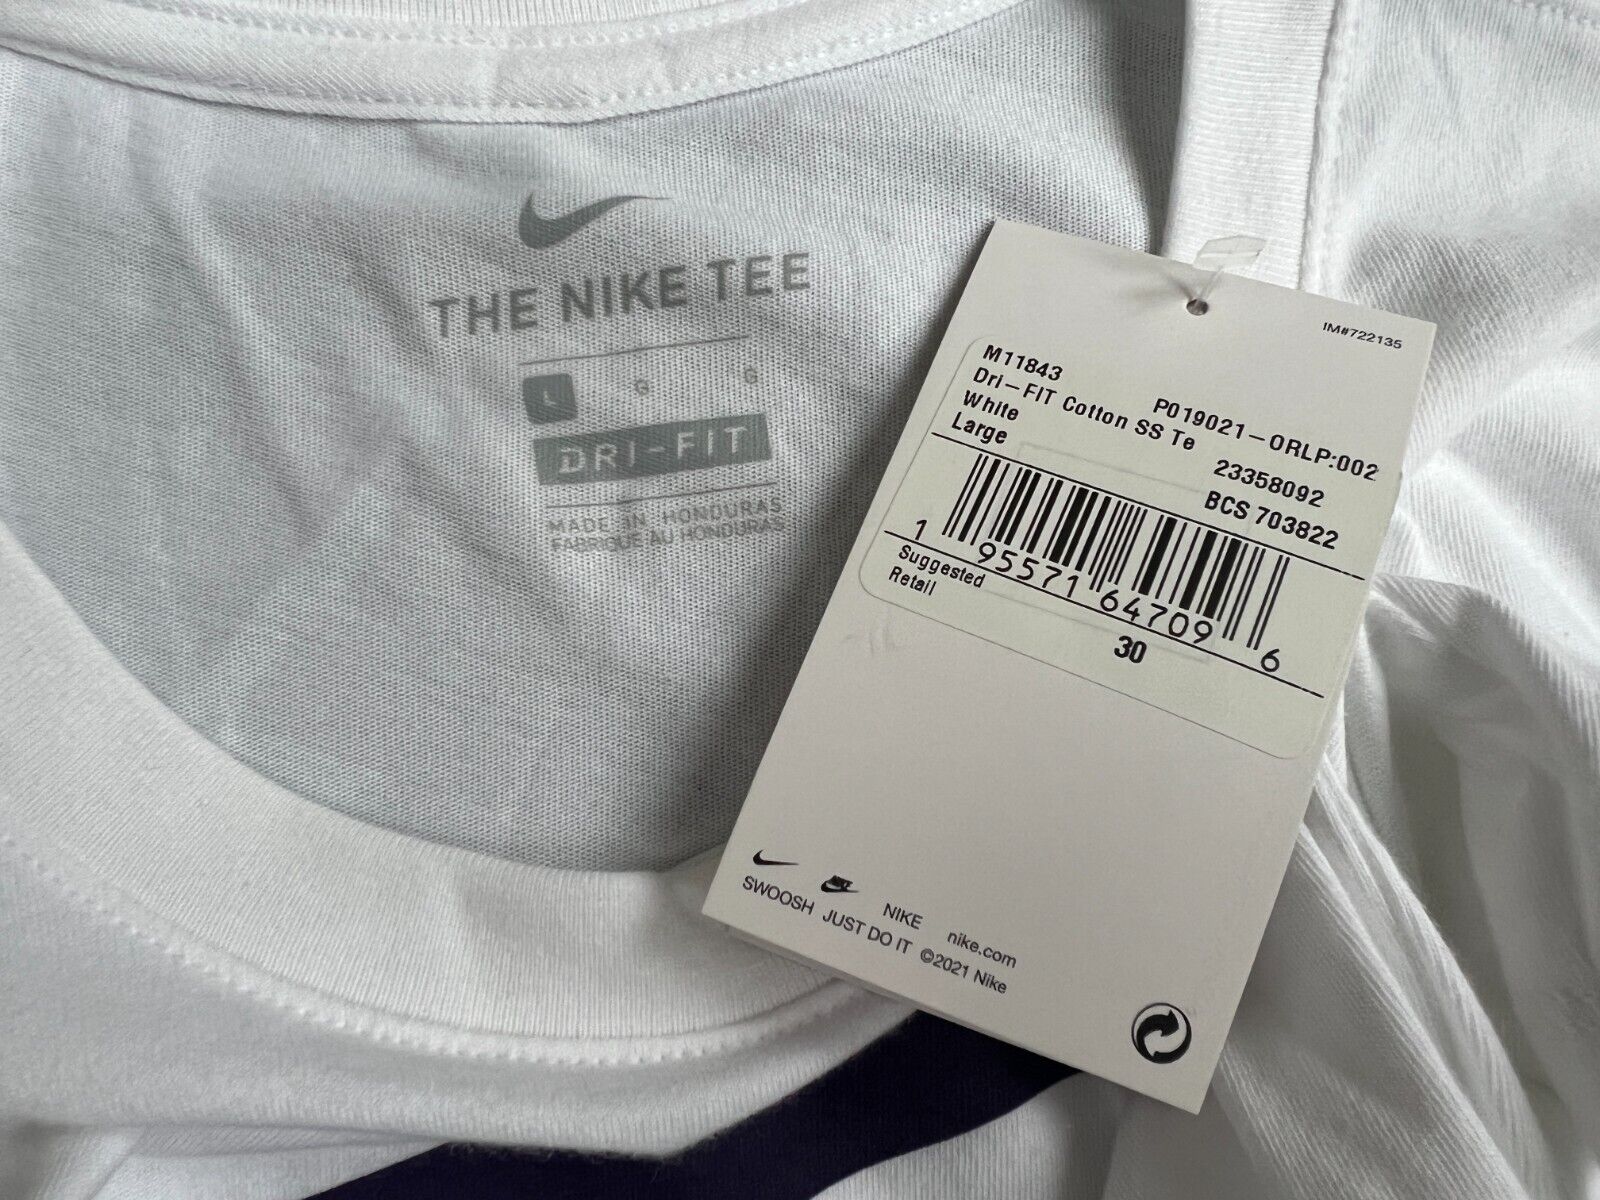 THE NIKE TEE
L G G
DRI-FIT
MADE IN HONDURAS
FABRIQUÉ AU HONDURAS
IM#722135
M11843
P019021-ORLP:002
Dri-FIT Cotton SS Te
White
23358092
Large
BCS 703822
1 95571 64709 6
Suggested
Retail
30
NIKE
nike.com
SWOOSH JUST DO IT ©2021 Nike